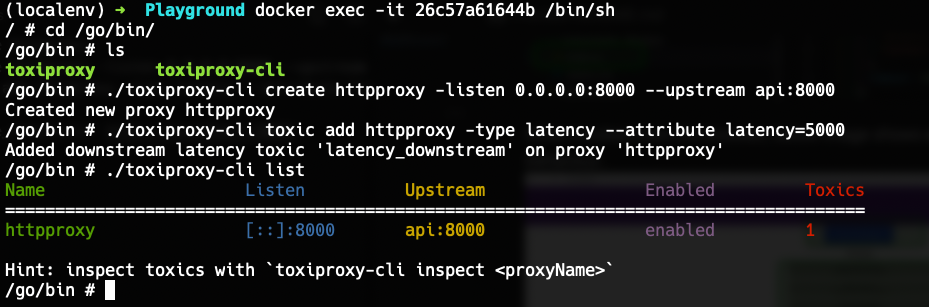 (localenv) → Playground docker exec -it 26c57a61644b /bin/sh
/ # cd /go/bin/
/go/bin # ls
toxiproxy toxiproxy-cli
/go/bin # ./toxiproxy-cli create httpproxy -listen 0.0.0.0:8000 --upstream api:8000
Created new proxy httpproxy
/go/bin # ./toxiproxy-cli toxic add httpproxy -type latency --attribute latency=5000
Added downstream latency toxic 'latency_downstream' on proxy 'httpproxy'
/go/bin # ./toxiproxy-cli list
Name Listen Upstream Enabled Toxics
======================================================================================
httpproxy [::]:8000 api:8000 enabled 1
Hint: inspect toxics with `toxiproxy-cli inspect <proxyName>`
/go/bin #